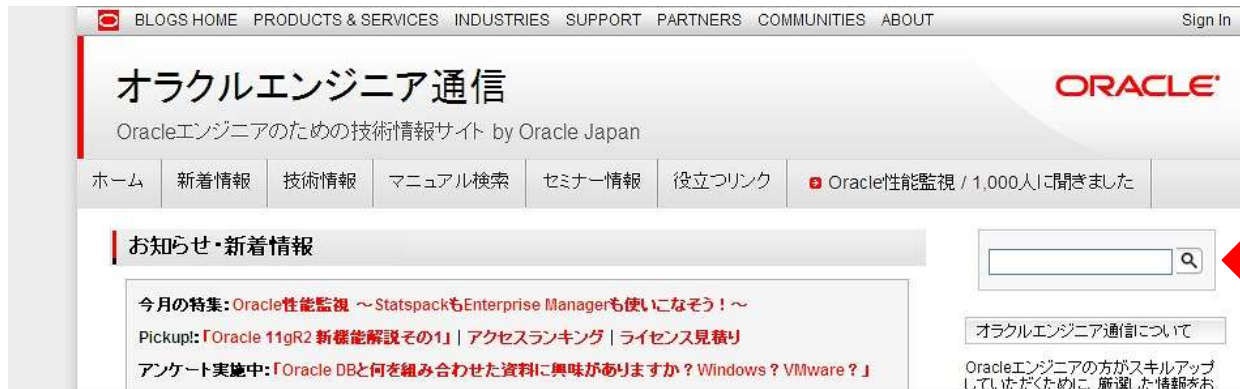 BLOGS HOME PRODUCTS & SERVICES INDUSTRIES SUPPORT PARTNERS COMMUNITIES ABOUT Sign In
オラクルエンジニア通信
ORACLE
Oracleエンジニアのための技術情報サイト by Oracle Japan
ホーム 新着情報 技術情報 マニュアル検索 セミナー情報 役立つリンク Oracle性能監視 / 1,000人に聞きました
お知らせ・新着情報
今月の特集:Oracle性能監視 ～StatspackもEnterprise Managerも使いこなそう!～
Pickup!:「Oracle 11gR2 新機能解説その1」 | アクセスランキング | ライセンス見積り
アンケート実施中:「Oracle DBと何を組み合わせた資料に興味がありますか?Windows?VMware?」
オラクルエンジニア通信について
Oracleエンジニアの方がスキルアップ
していただくために、厳選した情報をお